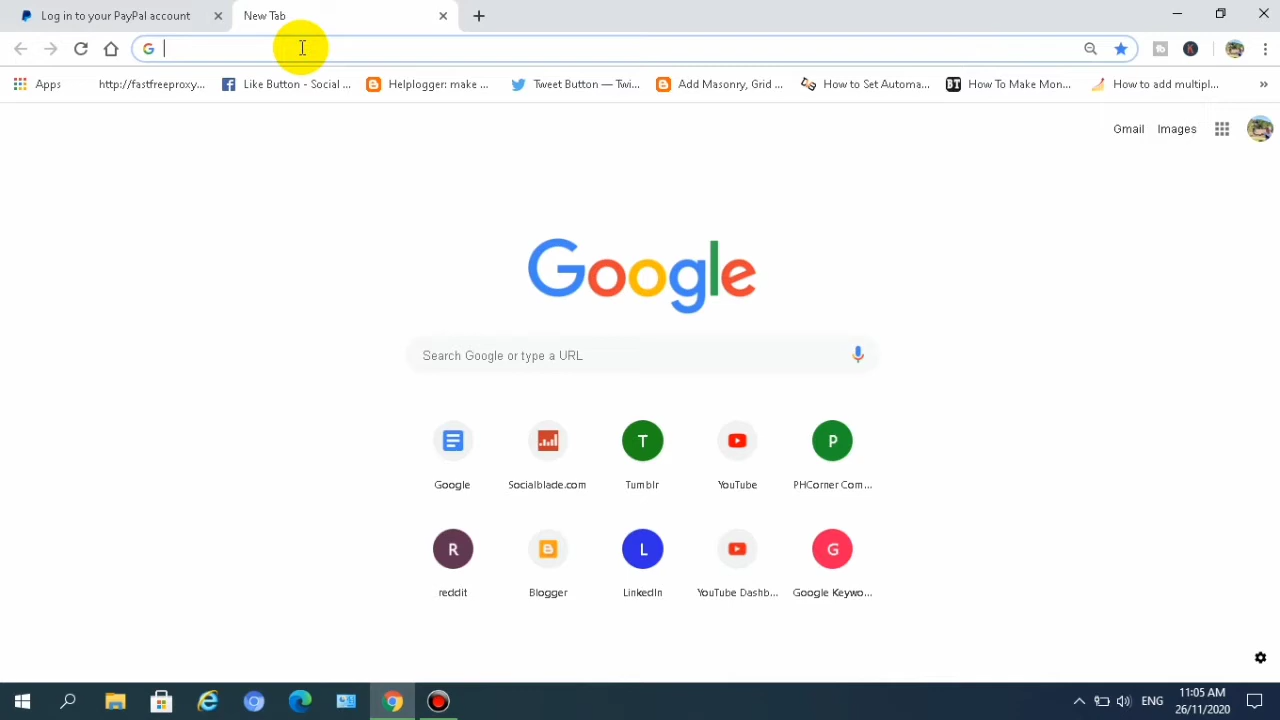 Log in to your PayPal account
New Tab
Apps
http://fastfreeproxy...
Like Button - Social ...
Helplogger: make ...
Tweet Button — Twi...
Add Masonry, Grid ...
How to Set Automa...
BT How To Make Mon...
How to add multipl...
Gmail
Images
Google
Search Google or type a URL
T
P
Google
Socialblade.com
Tumblr
YouTube
PHCorner Com...
R
L
G
reddit
Blogger
LinkedIn
YouTube Dashb...
Google Keywo...
ENG
11:05 AM
26/11/2020